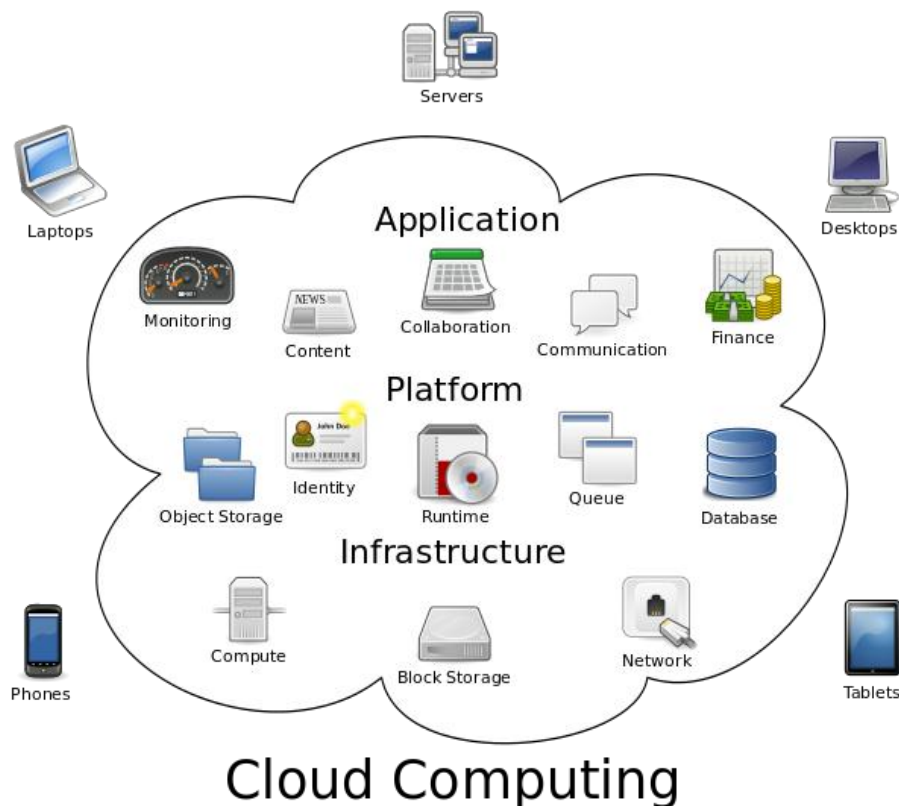 Servers
Laptops
Desktops
Application
Monitoring
NEWS
Content
Collaboration
Communication
Finance
Platform
Object Storage
John Doe
Identity
Runtime
Queue
Database
Infrastructure
Compute
Block Storage
Network
Phones
Tablets
Cloud Computing